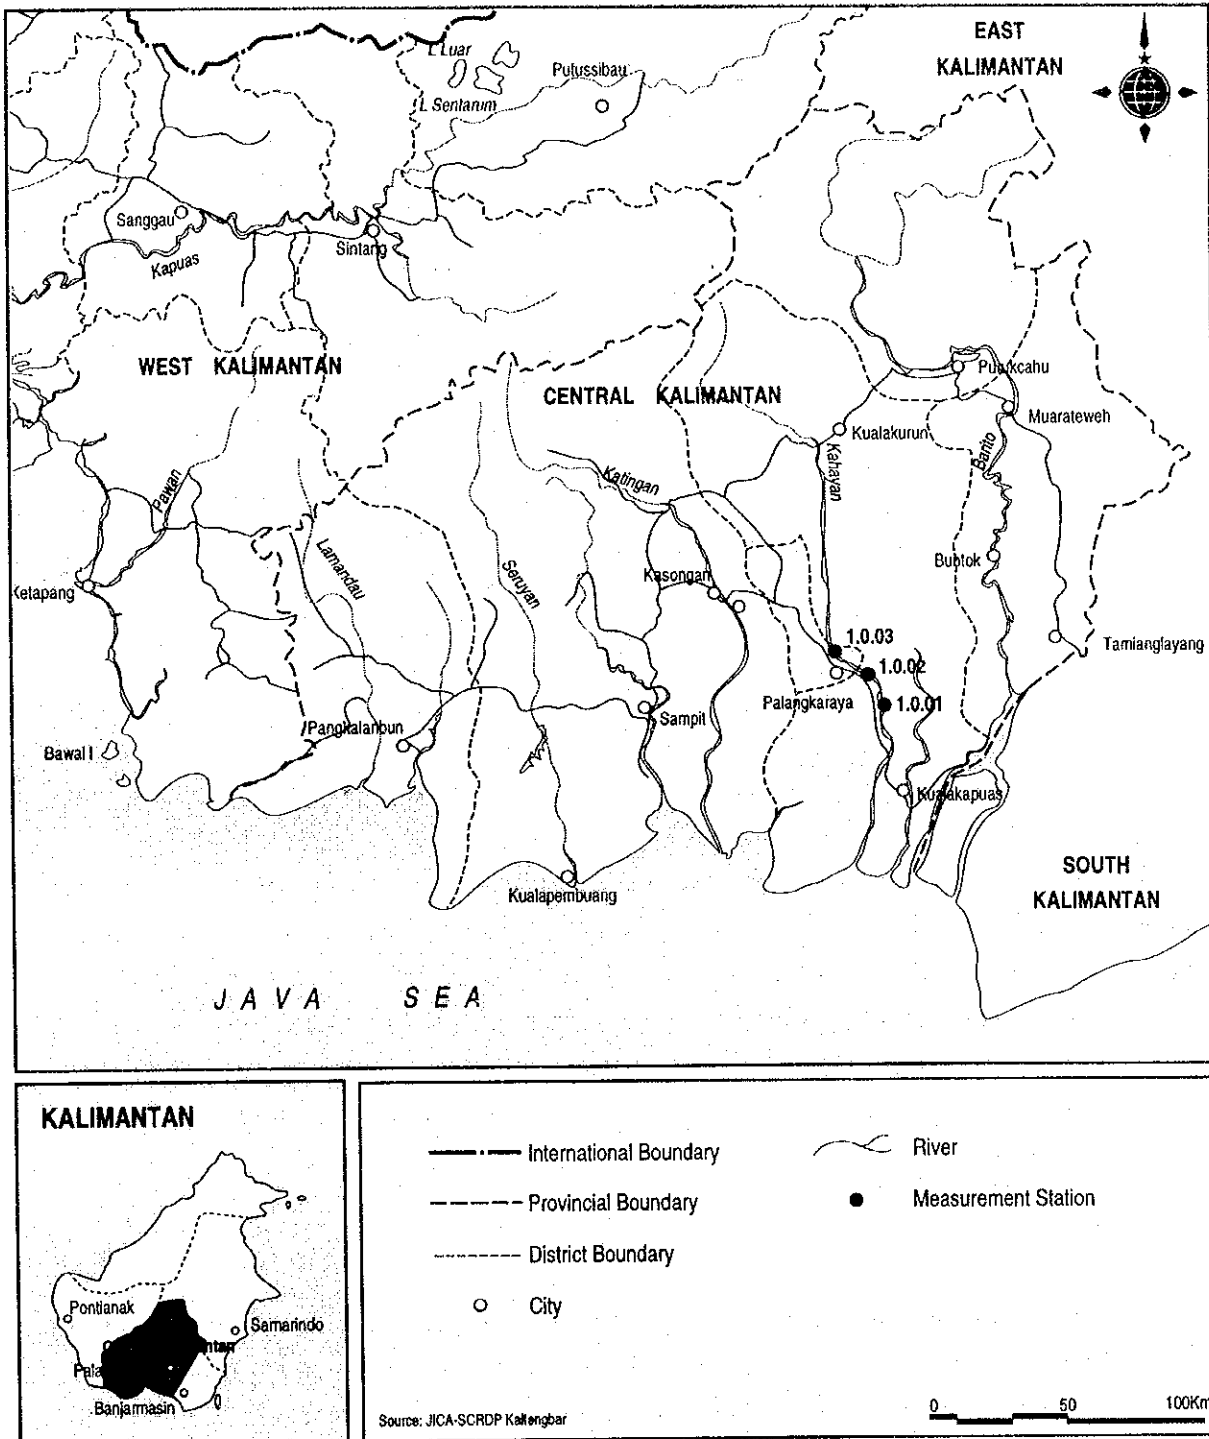 EAST
KALIMANTAN
L Luar
Putussibau
L Sentarum
Sanggau
Kapuas
Sintang
WEST KALIMANTAN
CENTRAL KALIMANTAN
Purkcahu
Muarateweh
Kualakurun
Barito
Kahayan
Katingan
Pawan
Lamandau
Seruyan
Buntok
Ketapang
Kasongan
Tamianglayang
1.0.03
1.0.02
Palangkaraya
1.0.01
Sampit
Pangkalanbun
Bawal I
Kualakapuas
SOUTH
KALIMANTAN
Kualapembuang
JAVA SEA
KALIMANTAN
Pontianak
Samarindo
ntan
Pala
Banjarmasin
International Boundary
Provincial Boundary
District Boundary
City
River
Measurement Station
Source: JICA-SCRDP Kaltengbar
0 50 100Km